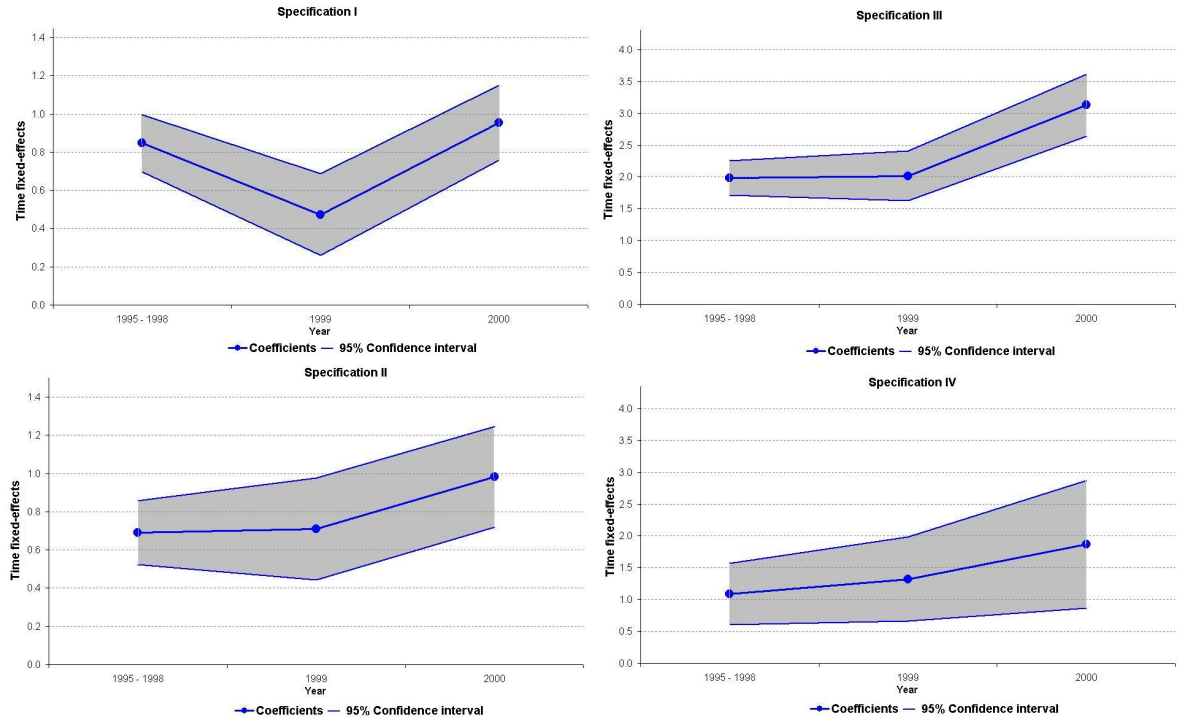 Specification I
Time fixed-effects
1.4
1.2
1.0
0.8
0.6
0.4
0.2
0.0
1995 - 1998 1999 2000
Year
Coefficients 95% Confidence interval
Specification III
Time fixed-effects
4.0
3.5
3.0
2.5
2.0
1.5
1.0
0.5
0.0
1995 - 1998 1999 2000
Year
Coefficients 95% Confidence interval
Specification II
Time fixed-effects
1.4
1.2
1.0
0.8
0.6
0.4
0.2
0.0
1995 - 1998 1999 2000
Year
Coefficients 95% Confidence interval
Specification IV
Time fixed-effects
4.0
3.5
3.0
2.5
2.0
1.5
1.0
0.5
0.0
1995 - 1998 1999 2000
Year
Coefficients 95% Confidence interval